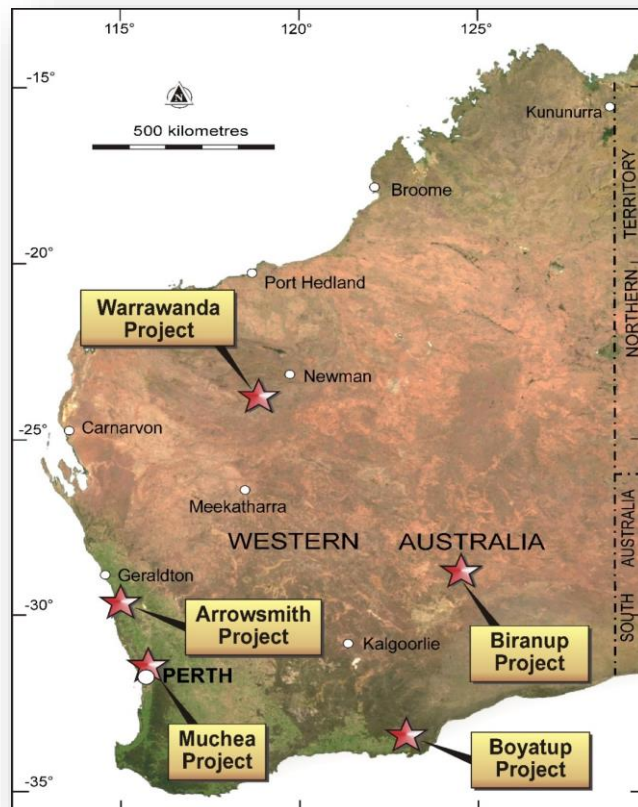 115°
120°
125°
-15°
N
500 kilometres
Kununurra
Broome
NORTHERN TERRITORY
-20°
Port Hedland
Warrawanda
Project
Newman
-25°
Carnarvon
Meekatharra
WESTERN AUSTRALIA
SOUTH AUSTRALIA
Geraldton
-30°
Arrowsmith
Project
Kalgoorlie
Biranup
Project
PERTH
Muchea
Project
Boyatup
Project
-35°